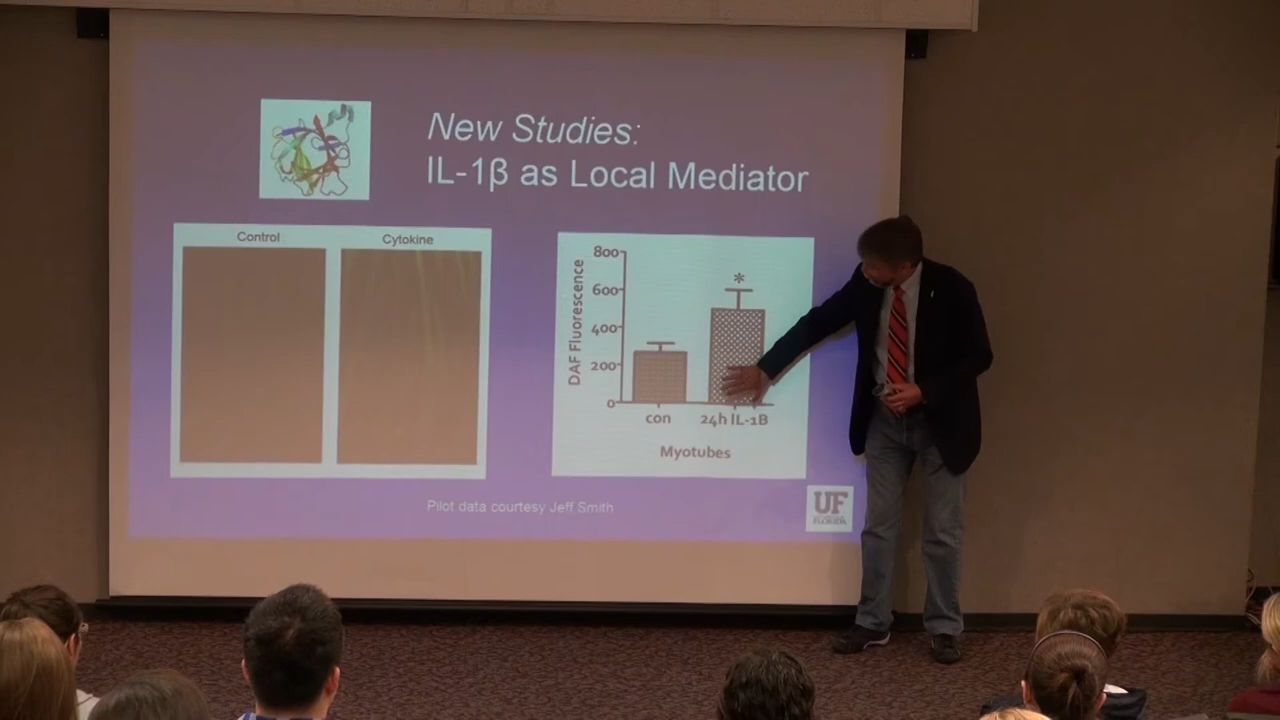 New Studies:
IL-1β as Local Mediator
Control
Cytokine
DAF Fluorescence
800
600
400
200
0
*
con
24h IL-1B
Myotubes
Pilot data courtesy Jeff Smith
UF
FLORIDA